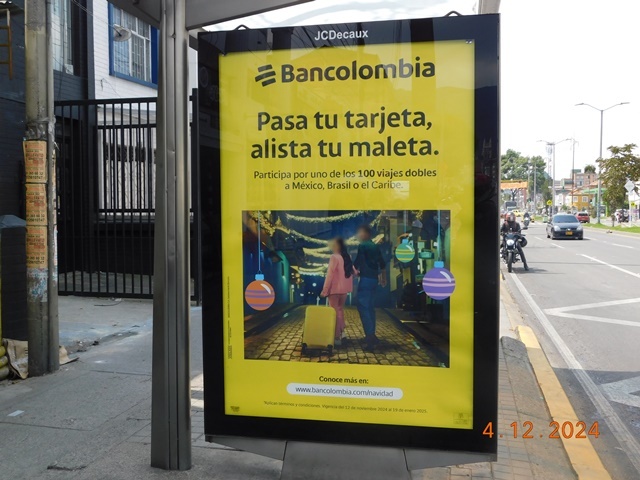 JCDecaux
Bancolombia
Pasa tu tarjeta,
alista tu maleta.
Participa por uno de los 100 viajes dobles
a México, Brasil o el Caribe.
Conoce más en:
www.bancolombia.com/navidad
4.12.2024